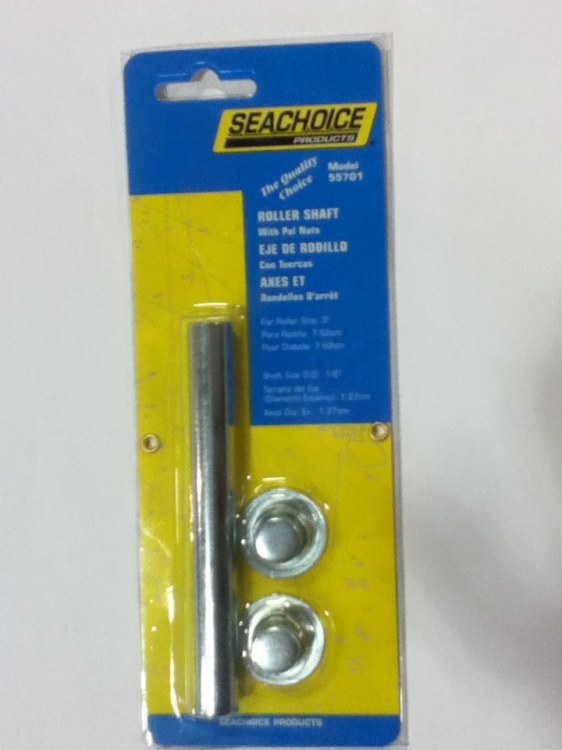 SEACHOICE
PRODUCTS
The Quality
Choice
Model
55701
ROLLER SHAFT
With Pal Nuts
EJE DE RODILLO
Con Tuercas
AXES ET
Rondelles D'arrêt
For Roller Size: 3"
Para Rodillo: 7.62cm
Pour Diabolo: 7.62cm
Shaft Size O.D.: 1/2"
Tamaño del Eje
(Diametro Externo): 1.27cm
Axes Dia. Ex.: 1.27cm
SEACHOICE PRODUCTS